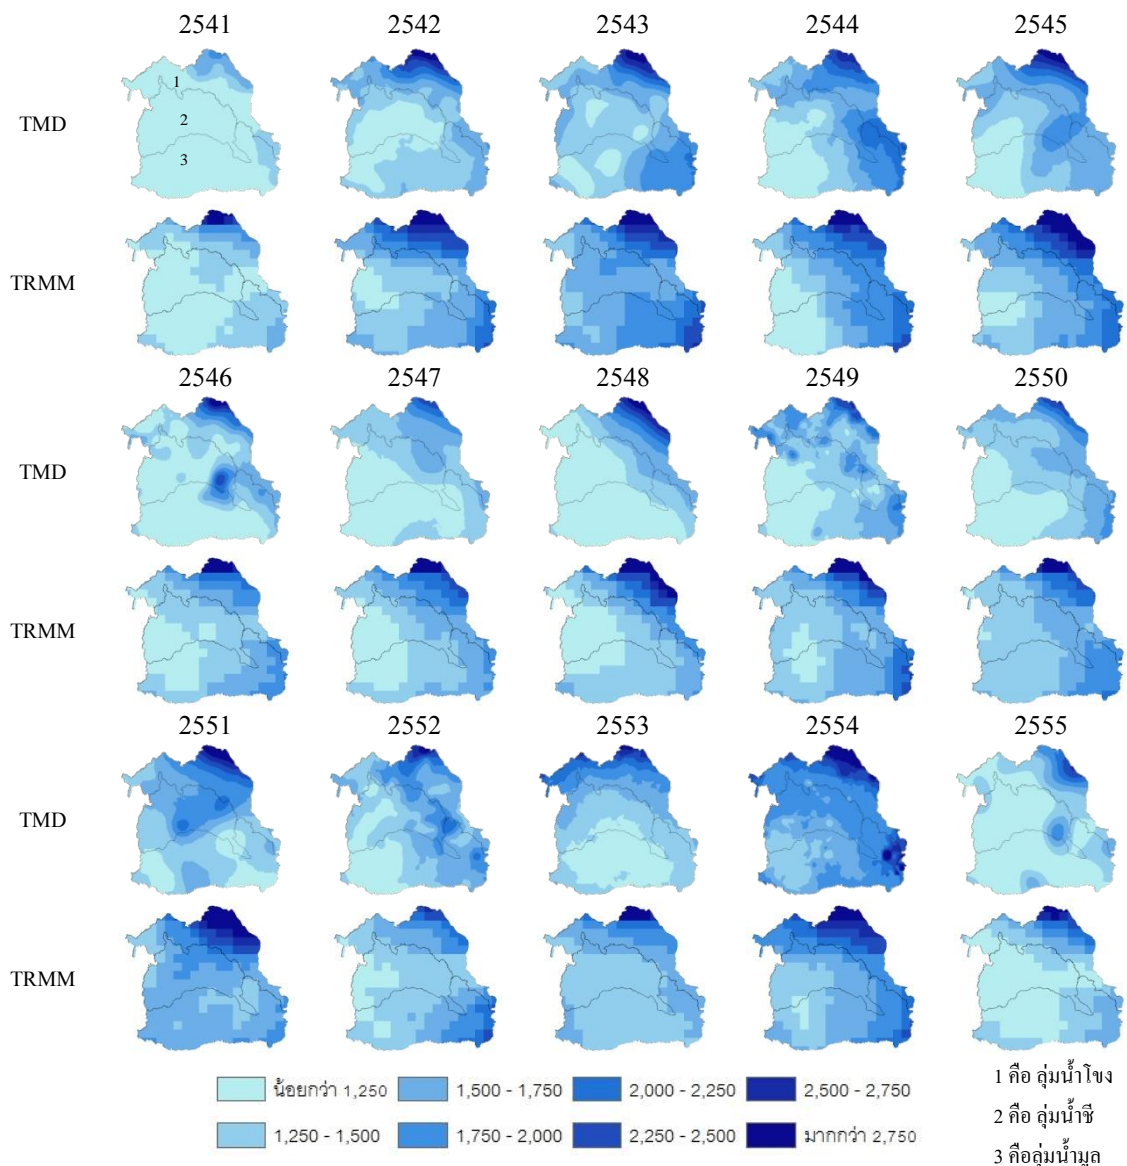 2541 2542 2543 2544 2545
TMD
1
2
3
TRMM
2546 2547 2548 2549 2550
TMD
TRMM
2551 2552 2553 2554 2555
TMD
TRMM
น้อยกว่า 1,250 1,500 - 1,750 2,000 - 2,250 2,500 - 2,750
1,250 - 1,500 1,750 - 2,000 2,250 - 2,500 มากกว่า 2,750
1 คือ ลุ่มน้ำโขง
2 คือ ลุ่มน้ำชี
3 คือลุ่มน้ำมูล